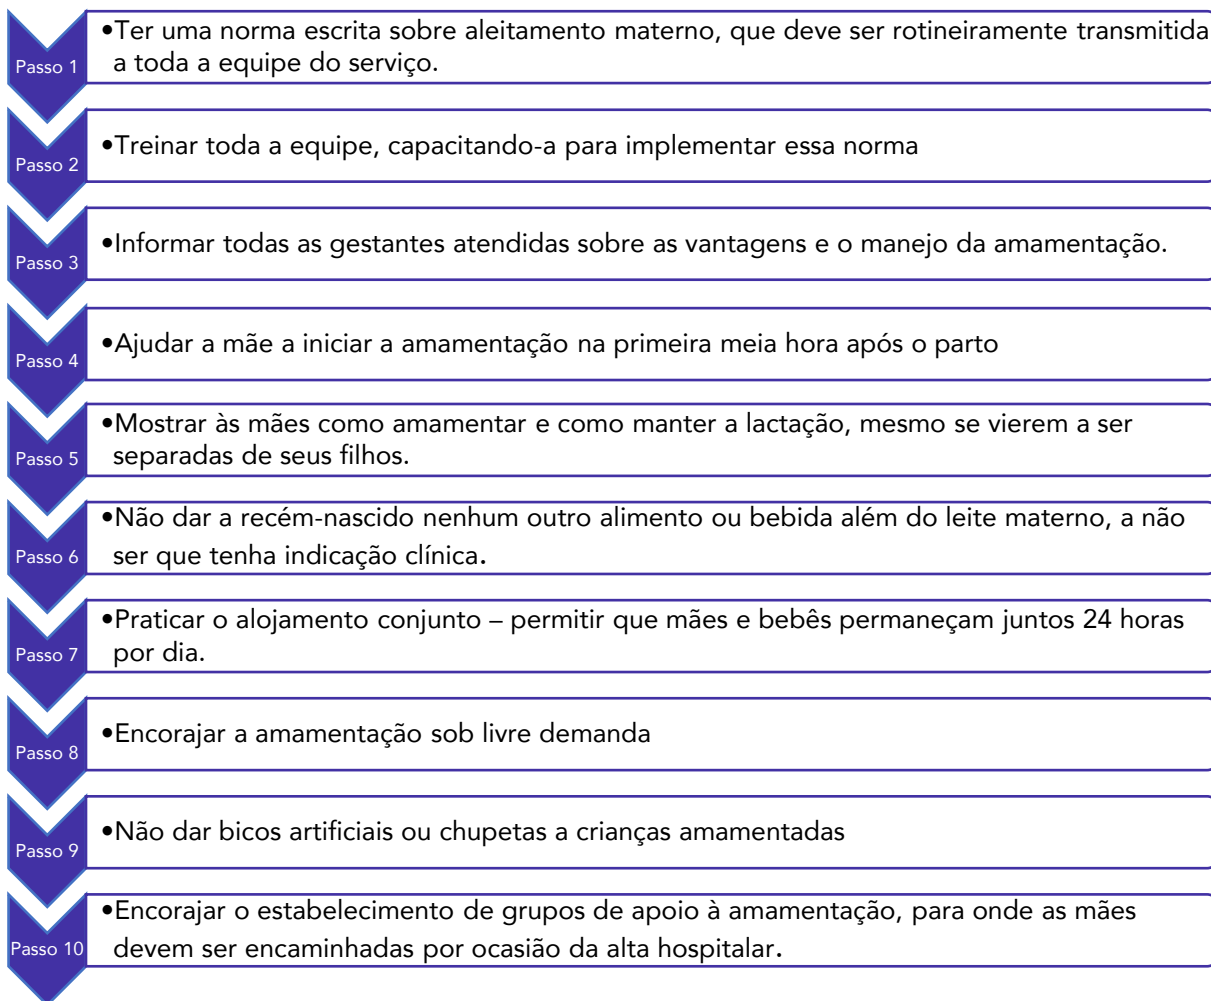 Passo 1
•Ter uma norma escrita sobre aleitamento materno, que deve ser rotineiramente transmitida
a toda a equipe do serviço.
Passo 2
•Treinar toda a equipe, capacitando-a para implementar essa norma
Passo 3
•Informar todas as gestantes atendidas sobre as vantagens e o manejo da amamentação.
Passo 4
•Ajudar a mãe a iniciar a amamentação na primeira meia hora após o parto
Passo 5
•Mostrar às mães como amamentar e como manter a lactação, mesmo se vierem a ser
separadas de seus filhos.
Passo 6
•Não dar a recém-nascido nenhum outro alimento ou bebida além do leite materno, a não
ser que tenha indicação clínica.
Passo 7
•Praticar o alojamento conjunto – permitir que mães e bebês permaneçam juntos 24 horas
por dia.
Passo 8
•Encorajar a amamentação sob livre demanda
Passo 9
•Não dar bicos artificiais ou chupetas a crianças amamentadas
Passo 10
•Encorajar o estabelecimento de grupos de apoio à amamentação, para onde as mães
devem ser encaminhadas por ocasião da alta hospitalar.